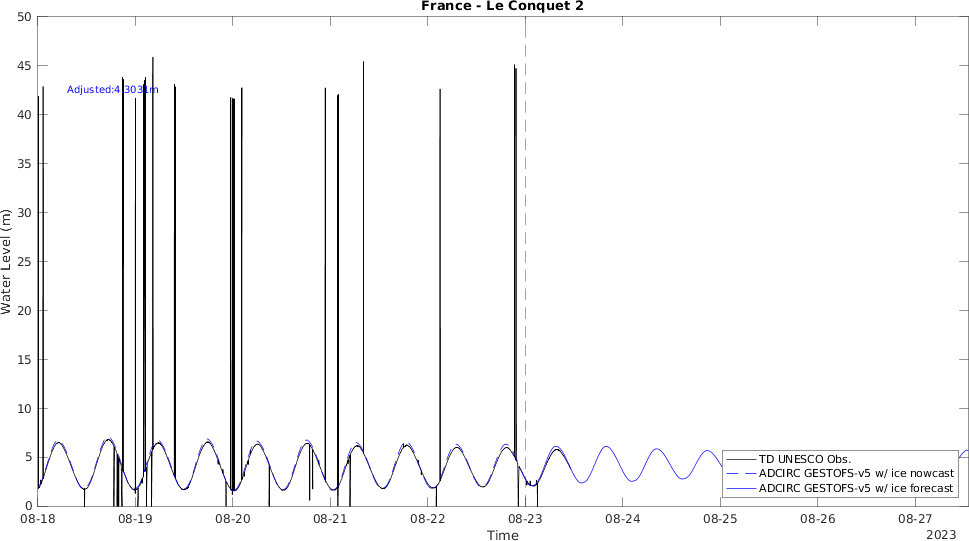 France - Le Conquet 2
50
45
40
35
30
25
20
15
10
5
0
Water Level (m)
Adjusted:4.3031m
TD UNESCO Obs.
ADCIRC GESTOFS-v5 w/ ice nowcast
ADCIRC GESTOFS-v5 w/ ice forecast
08-18 08-19 08-20 08-21 08-22 08-23 08-24 08-25 08-26 08-27
Time
2023